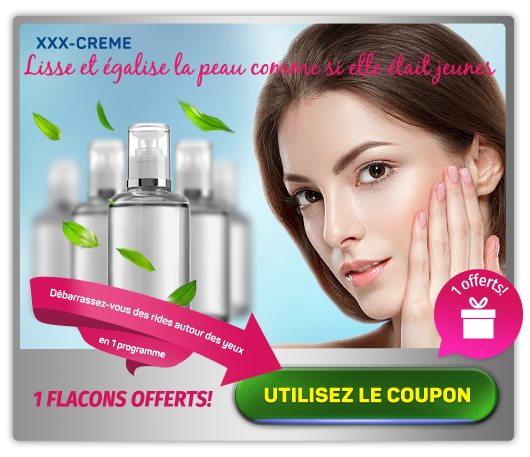 XXX-CREME
Lisse et égalise la peau comme si elle était jeunes
1 offerts!
Débarrassez-vous des rides autour des yeux
en 1 programme
1 FLACONS OFFERTS!
UTILISEZ LE COUPON